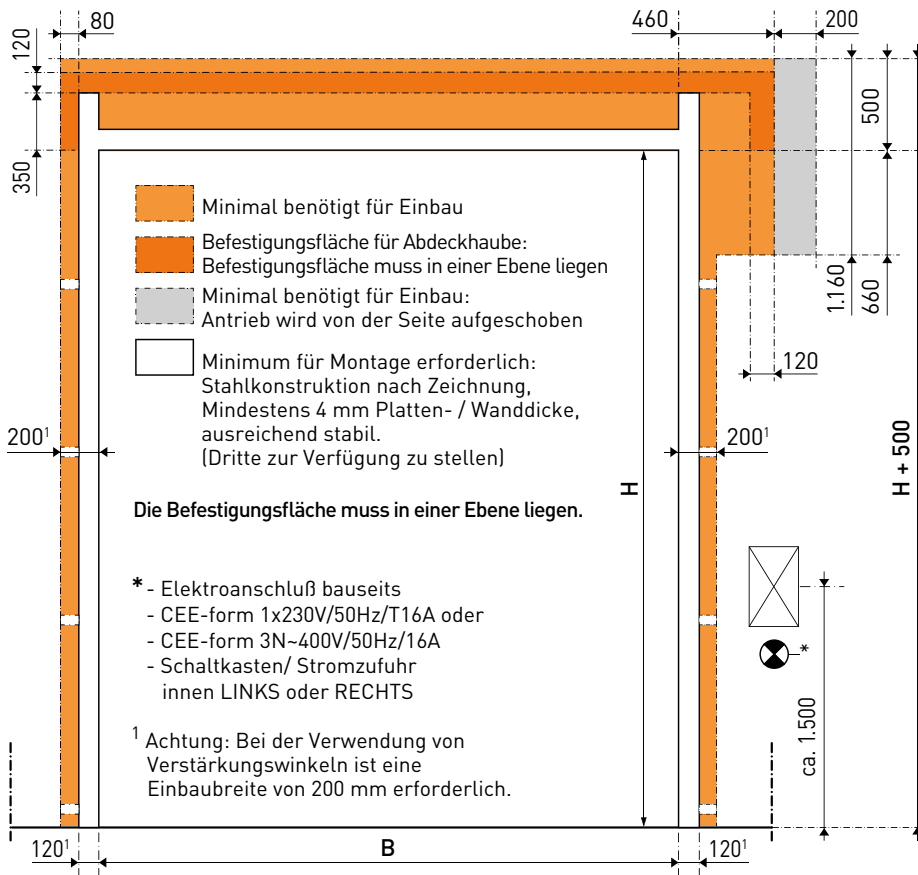 80
460
200
120
350
500
Minimal benötigt für Einbau
Befestigungsfläche für Abdeckhaube:
Befestigungsfläche muss in einer Ebene liegen
Minimal benötigt für Einbau:
Antrieb wird von der Seite aufgeschoben
1.160
660
Minimum für Montage erforderlich:
Stahlkonstruktion nach Zeichnung,
Mindestens 4 mm Platten- / Wanddicke,
ausreichend stabil.
(Dritte zur Verfügung zu stellen)
120
200¹
200¹
H
H + 500
Die Befestigungsfläche muss in einer Ebene liegen.
* - Elektroanschluß bauseits
- CEE-form 1x230V/50Hz/T16A oder
- CEE-form 3N~400V/50Hz/16A
- Schaltkasten/ Stromzufuhr
innen LINKS oder RECHTS
*
ca. 1.500
¹ Achtung: Bei der Verwendung von
Verstärkungswinkeln ist eine
Einbaubreite von 200 mm erforderlich.
120¹
B
120¹